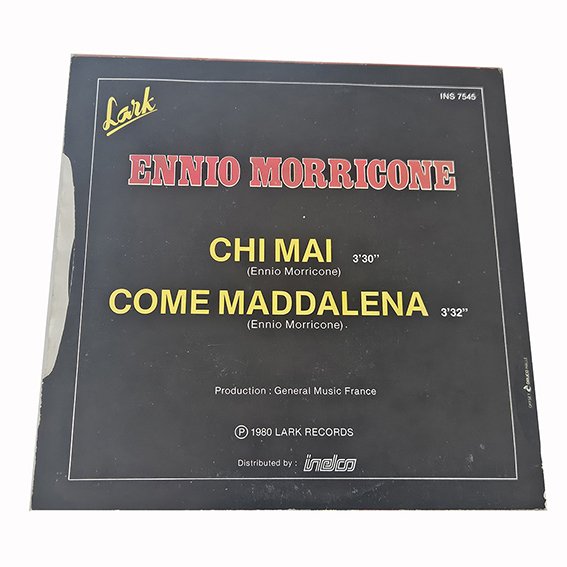 Lark
INS 7545
ENNIO MORRICONE
CHI MAI 3'30"
(Ennio Morricone)
COME MADDALENA 3'32"
(Ennio Morricone)
Production : General Music France
Ⓟ 1980 LARK RECORDS
Distributed by : indco